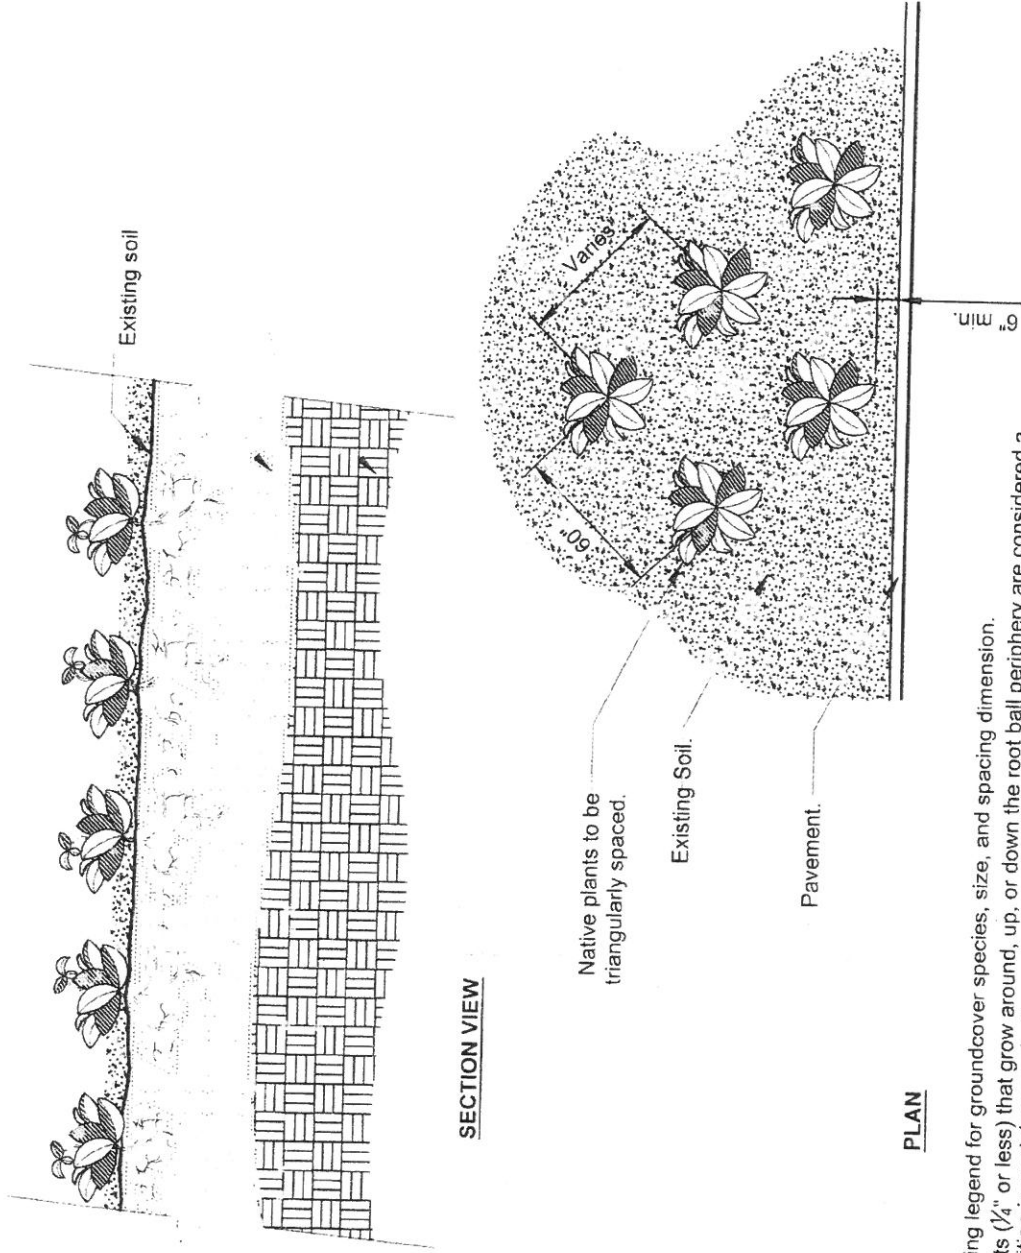 Existing soil
SECTION VIEW
Native plants to be
triangularly spaced.
Existing Soil.
Pavement.
60"
Varies
6" min.
PLAN
ing legend for groundcover species, size, and spacing dimension.
ts (¼" or less) that grow around, up, or down the root ball periphery are considered a